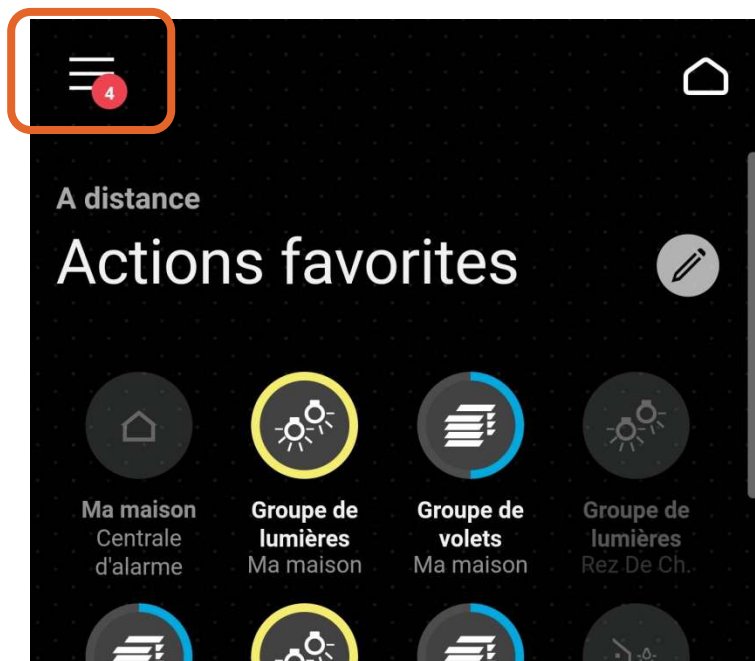 4
A distance
Actions favorites
Ma maison
Centrale
d'alarme
Groupe de
lumières
Ma maison
Groupe de
volets
Ma maison
Groupe de
lumières
Rez De Ch.